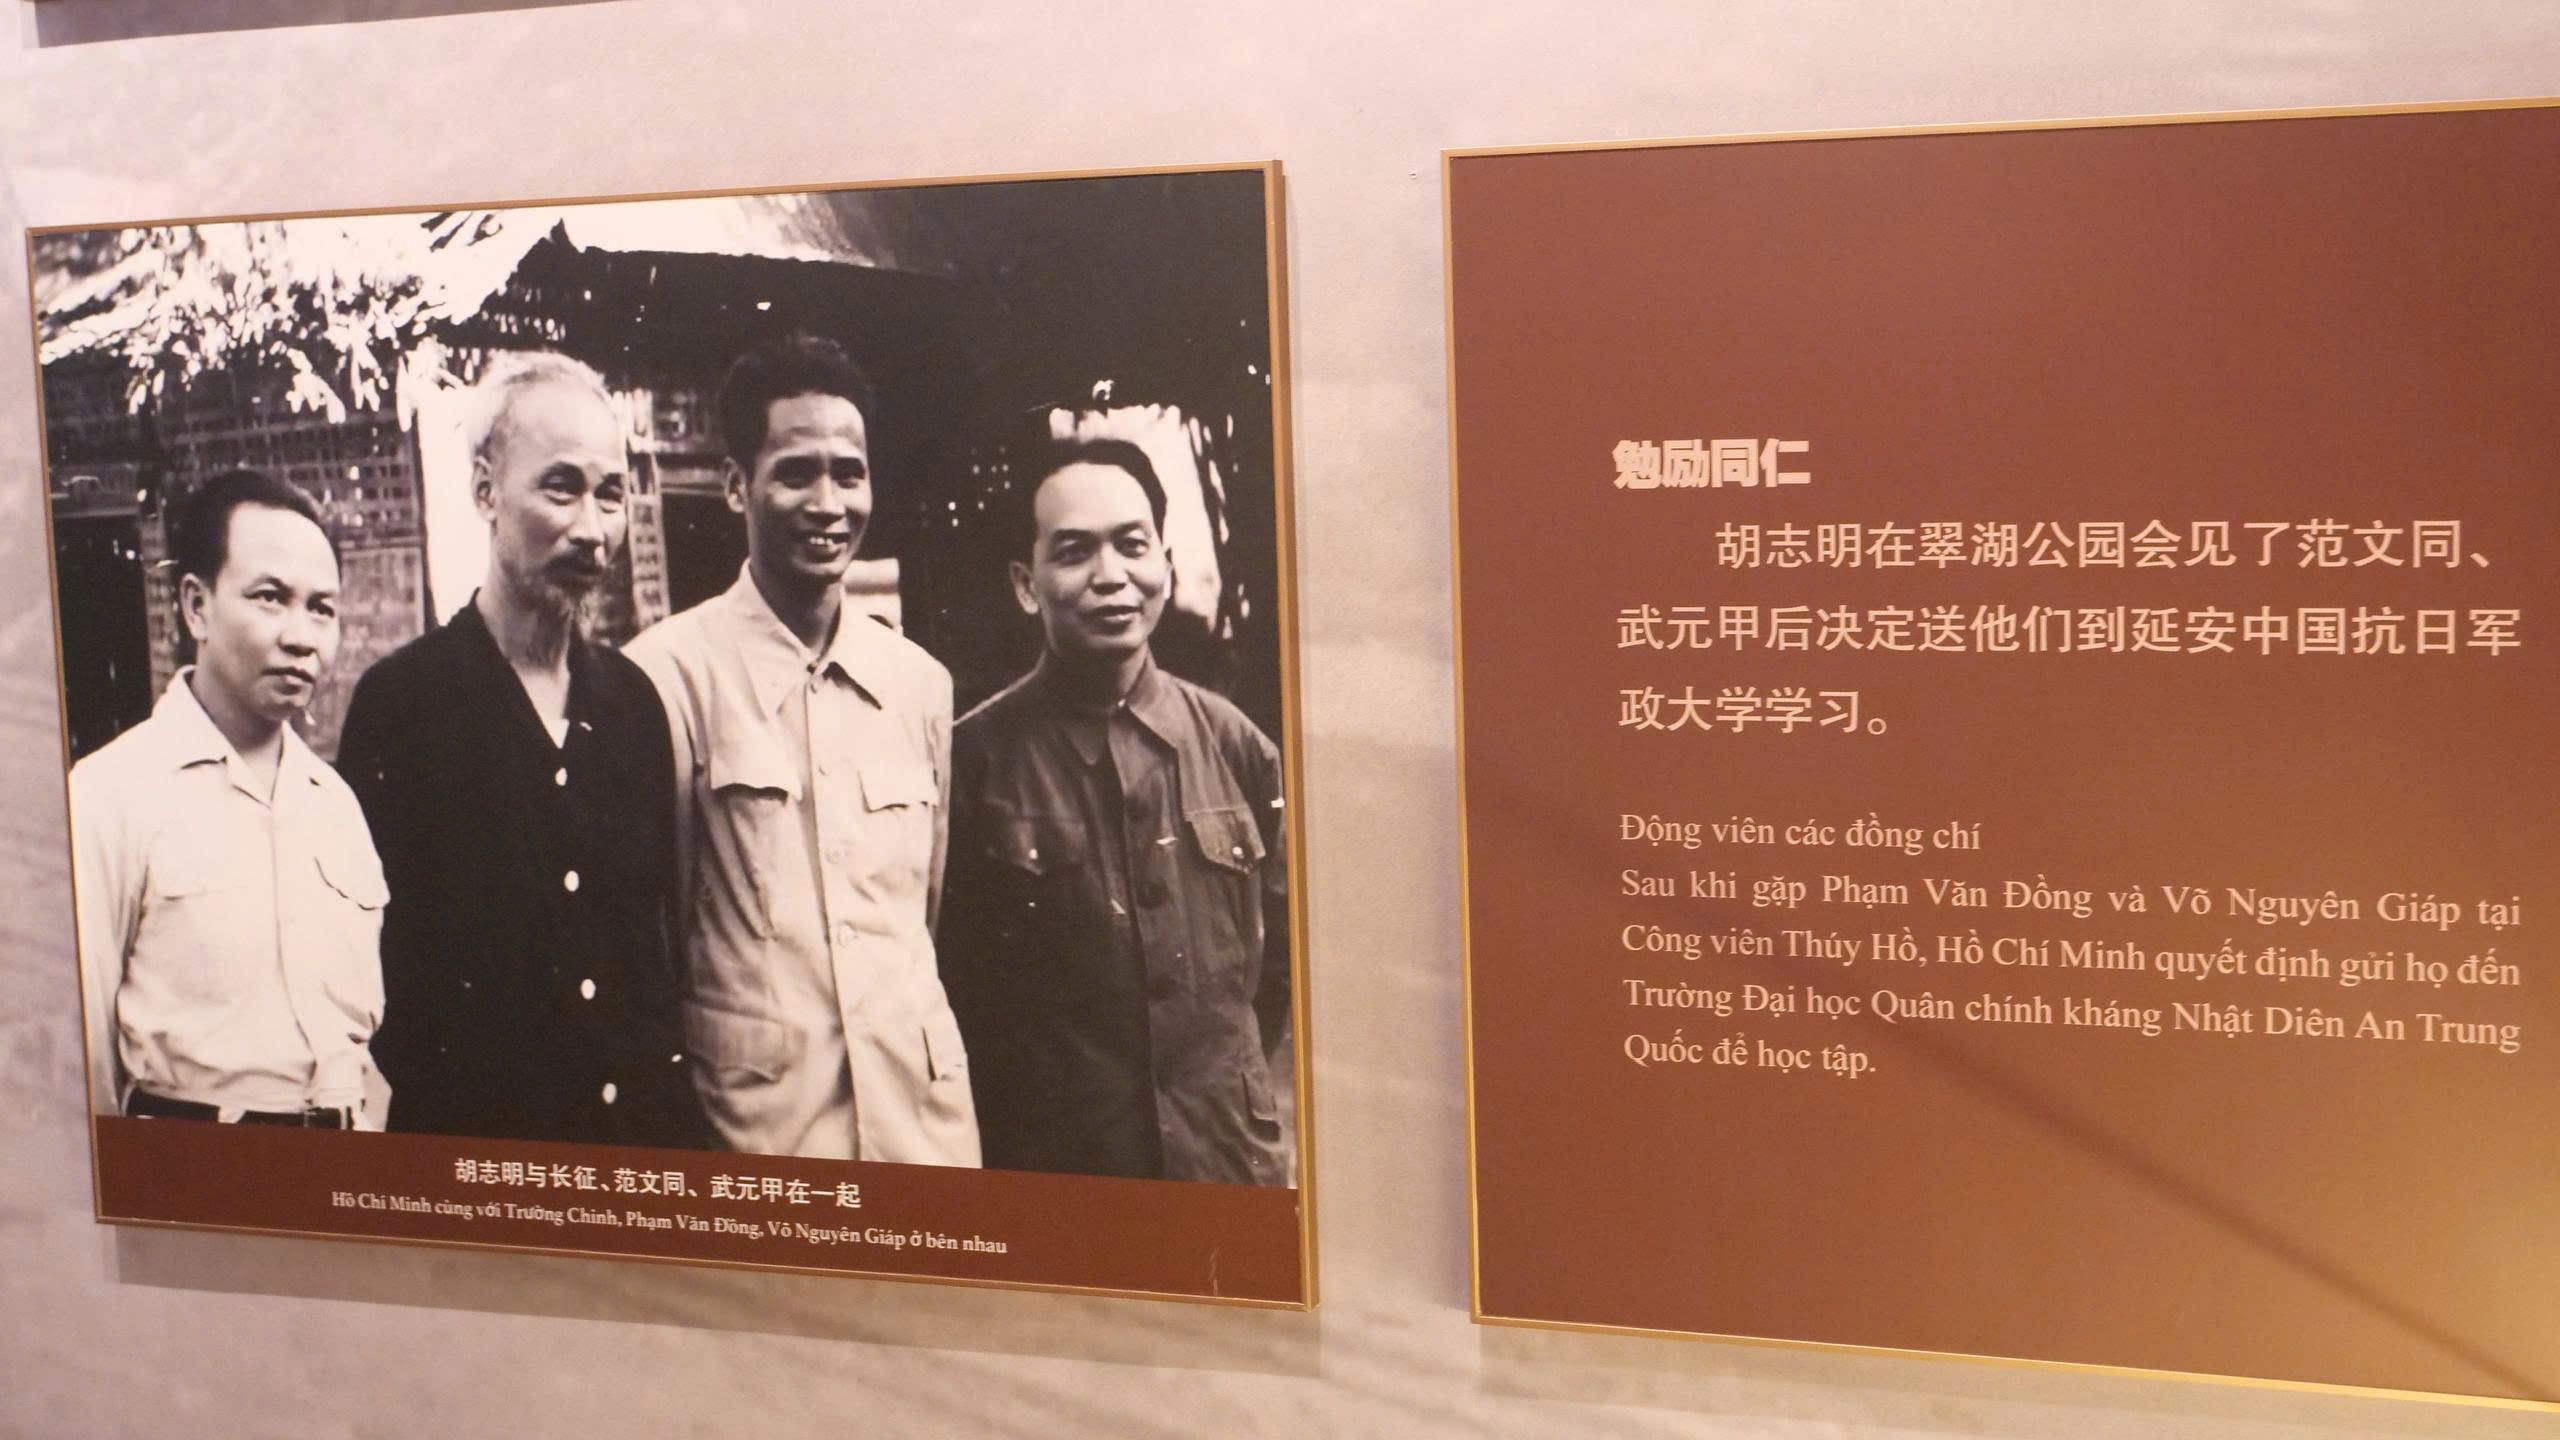 胡志明与长征、范文同、武元甲在一起
Hồ Chí Minh cùng với Trường Chinh, Phạm Văn Đồng, Võ Nguyên Giáp ở bên nhau
勉励同仁
胡志明在翠湖公园会见了范文同、
武元甲后决定送他们到延安中国抗日军
政大学学习。
Động viên các đồng chí
Sau khi gặp Phạm Văn Đồng và Võ Nguyên Giáp tại
Công viên Thúy Hồ, Hồ Chí Minh quyết định gửi họ đến
Trường Đại học Quân chính kháng Nhật Diên An Trung
Quốc để học tập.